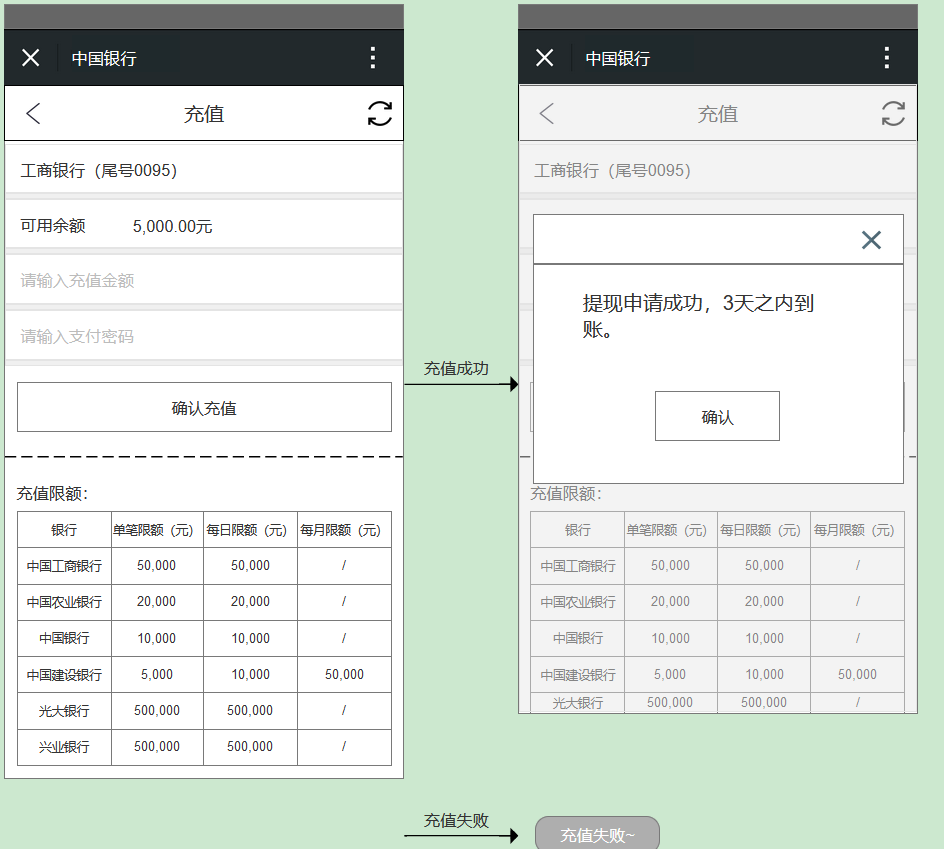 中国银行
充值
工商银行（尾号0095）
可用余额 5,000.00元
请输入充值金额
请输入支付密码
确认充值
充值限额：
银行 单笔限额（元） 每日限额（元） 每月限额（元）
中国工商银行 50,000 50,000 /
中国农业银行 20,000 20,000 /
中国银行 10,000 10,000 /
中国建设银行 5,000 10,000 50,000
光大银行 500,000 500,000 /
兴业银行 500,000 500,000 /
充值成功
中国银行
充值
工商银行（尾号0095）
提现申请成功，3天之内到
账。
确认
充值限额：
银行 单笔限额（元） 每日限额（元） 每月限额（元）
中国工商银行 50,000 50,000 /
中国农业银行 20,000 20,000 /
中国银行 10,000 10,000 /
中国建设银行 5,000 10,000 50,000
光大银行 500,000 500,000 /
充值失败
充值失败~